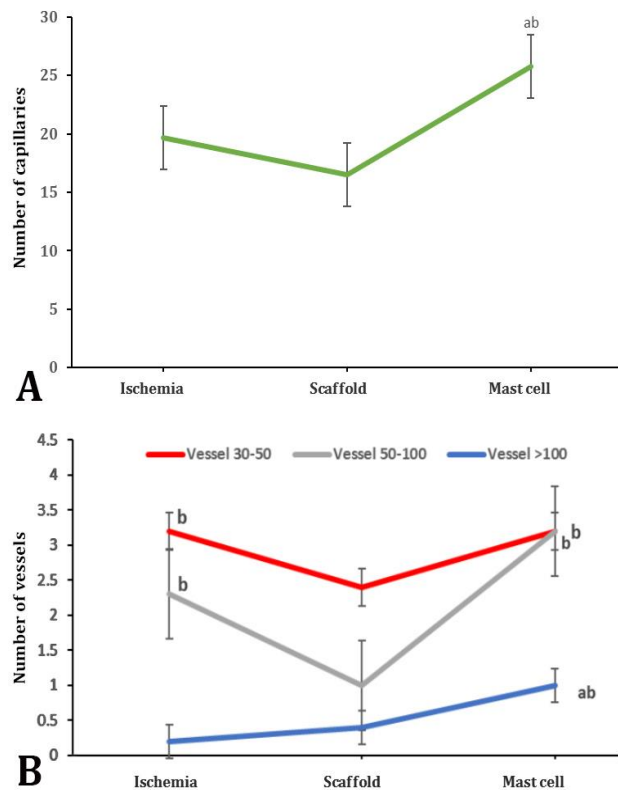 30
ab
25
20
15
10
5
0
Number of capillaries
Ischemia Scaffold Mast cell
A
4.5
Vessel 30-50 Vessel 50-100 Vessel >100
4
3.5
b
b
3
b
2.5
b
2
1.5
1
ab
0.5
0
Number of vessels
Ischemia Scaffold Mast cell
B